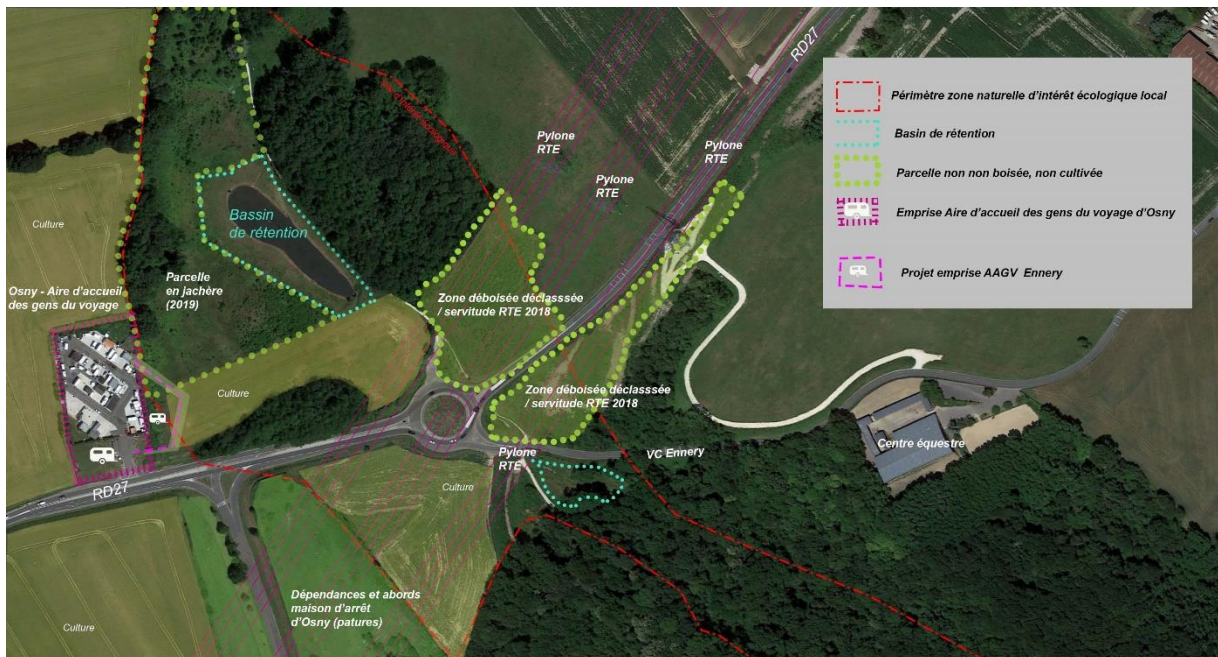 RD27
Pylone
RTE
Pylone
RTE
Pylone
RTE
Périmètre zone naturelle d'intérêt écologique local
Basin de rétention
Parcelle non non boisée, non cultivée
Emprise Aire d'accueil des gens du voyage d'Osny
Projet emprise AAGV Ennery
Culture
Bassin
de rétention
Osny - Aire d'accueil
des gens du voyage
Parcelle
en jachère
(2019)
Zone déboisée déclasssée
/ servitude RTE 2018
Culture
Zone déboisée déclasssée
/ servitude RTE 2018
Centre équestre
VC Ennery
Pylone
RTE
RD27
Culture
Dépendances et abords
maison d'arrêt
d'Osny (patures)
Culture